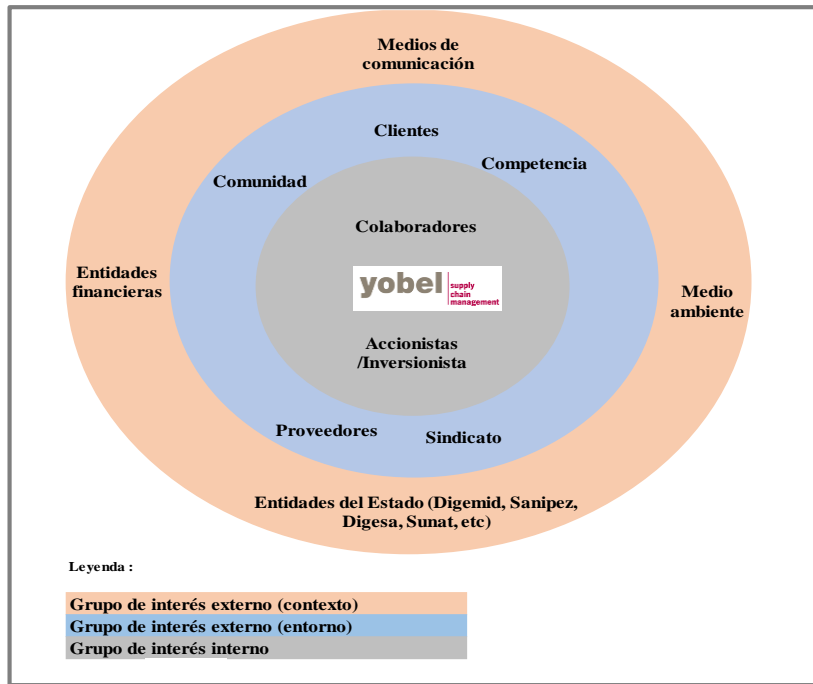 Medios de
comunicación
Clientes
Competencia
Comunidad
Colaboradores
Entidades
financieras
yobel
supply
chain
management
Medio
ambiente
Accionistas
/Inversionista
Proveedores
Sindicato
Entidades del Estado (Digemid, Sanipez,
Digesa, Sunat, etc)
Leyenda :
Grupo de interés externo (contexto)
Grupo de interés externo (entorno)
Grupo de interés interno